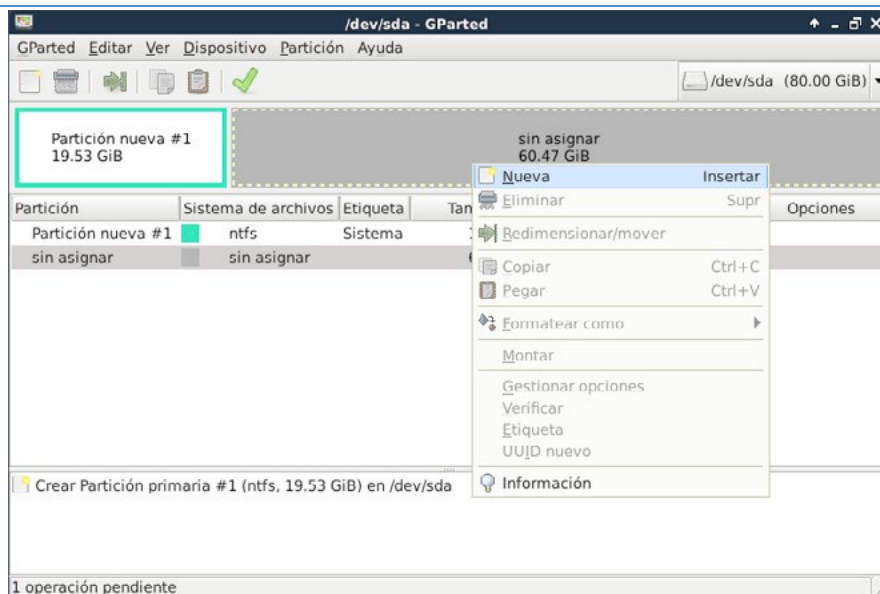 /dev/sda - GParted
GParted Editar Ver Dispositivo Partición Ayuda
/dev/sda (80.00 GiB)
Partición nueva #1
19.53 GiB
sin asignar
60.47 GiB
Partición Sistema de archivos Etiqueta Opciones
Partición nueva #1 ntfs Sistema
sin asignar sin asignar
Nueva Insertar
Eliminar Supr
Redimensionar/mover
Copiar Ctrl+C
Pegar Ctrl+V
Formatear como
Montar
Gestionar opciones
Verificar
Etiqueta
UUID nuevo
Información
Crear Partición primaria #1 (ntfs, 19.53 GiB) en /dev/sda
1 operación pendiente